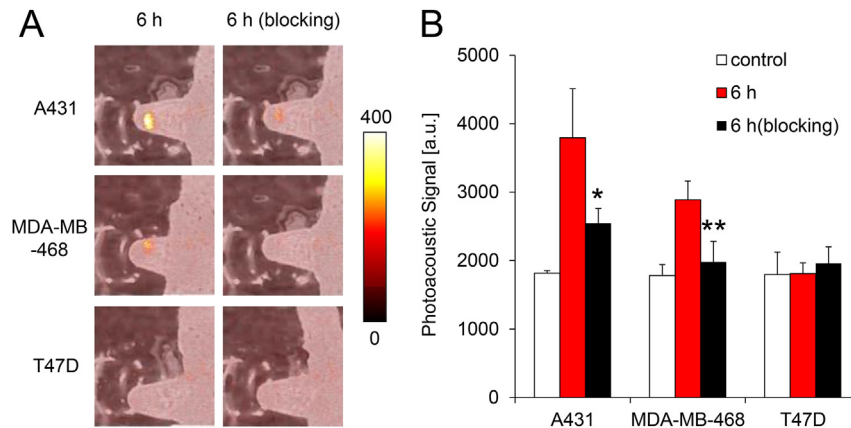 A
6 h
6 h (blocking)
A431
MDA-MB
-468
T47D
400
0
B
Photoacoustic Signal [a.u.]
5000
4000
3000
2000
1000
0
control
6 h
6 h(blocking)
*
**
A431
MDA-MB-468
T47D